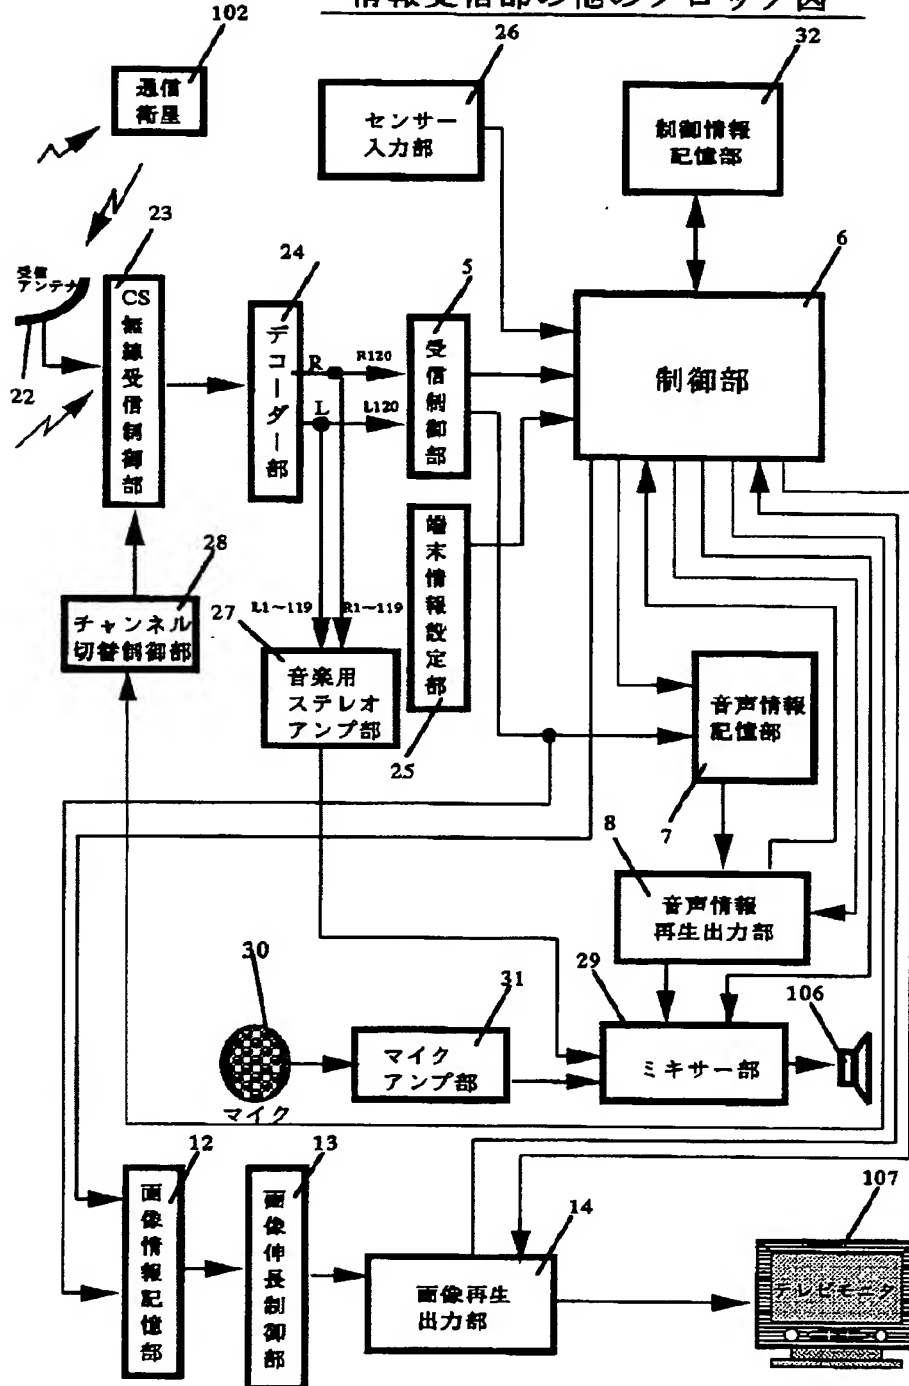 情報受信部の他のブロック図
102
通信
衛星
26
センサー
入力部
32
制御情報
記憶部
23
受信
アンテナ
22
CS
無
線
受
信
制
御
部
24
デ
コ
ー
ダ
ー
部
R
R120
L
L120
5
受
信
制
御
部
6
制御部
28
チャンネル
切替制御部
L1~119
R1~119
27
音楽用
ステレオ
アンプ部
端
末
情
報
設
定
部
25
音声情報
記憶部
7
8
音声情報
再生出力部
30
マイク
31
マイク
アンプ部
29
ミキサー部
106
12
画
像
情
報
記
憶
部
13
画
像
伸
長
制
御
部
14
画像再生
出力部
107
テレビモニタ